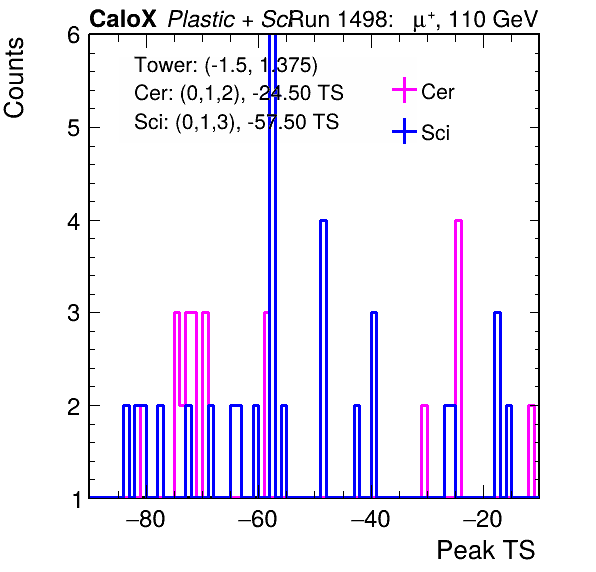 CaloX Plastic + Sci Run 1498: μ⁺, 110 GeV
Counts
6
5
4
3
2
1
Tower: (-1.5, 1.375)
Cer: (0,1,2), -24.50 TS
Sci: (0,1,3), -57.50 TS
Cer
Sci
−80 −60 −40 −20
Peak TS